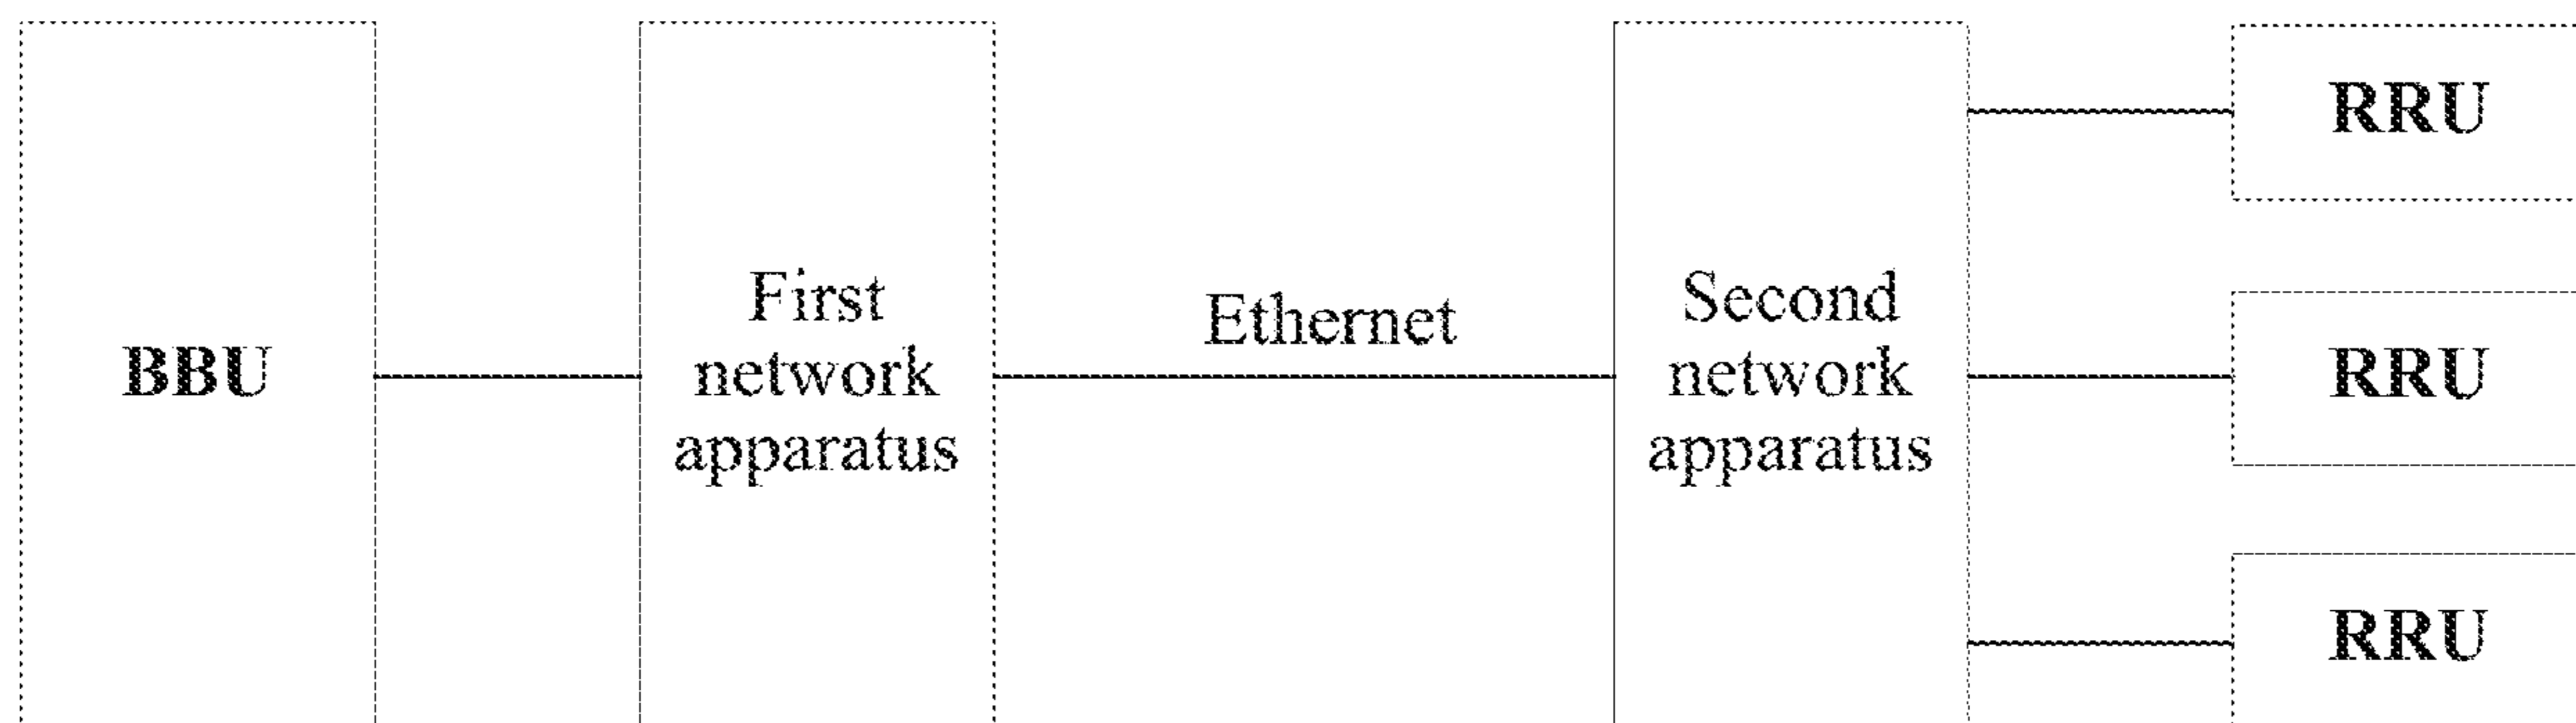 BBU
First
network
apparatus
Ethernet
Second
network
apparatus
RRU
RRU
RRU